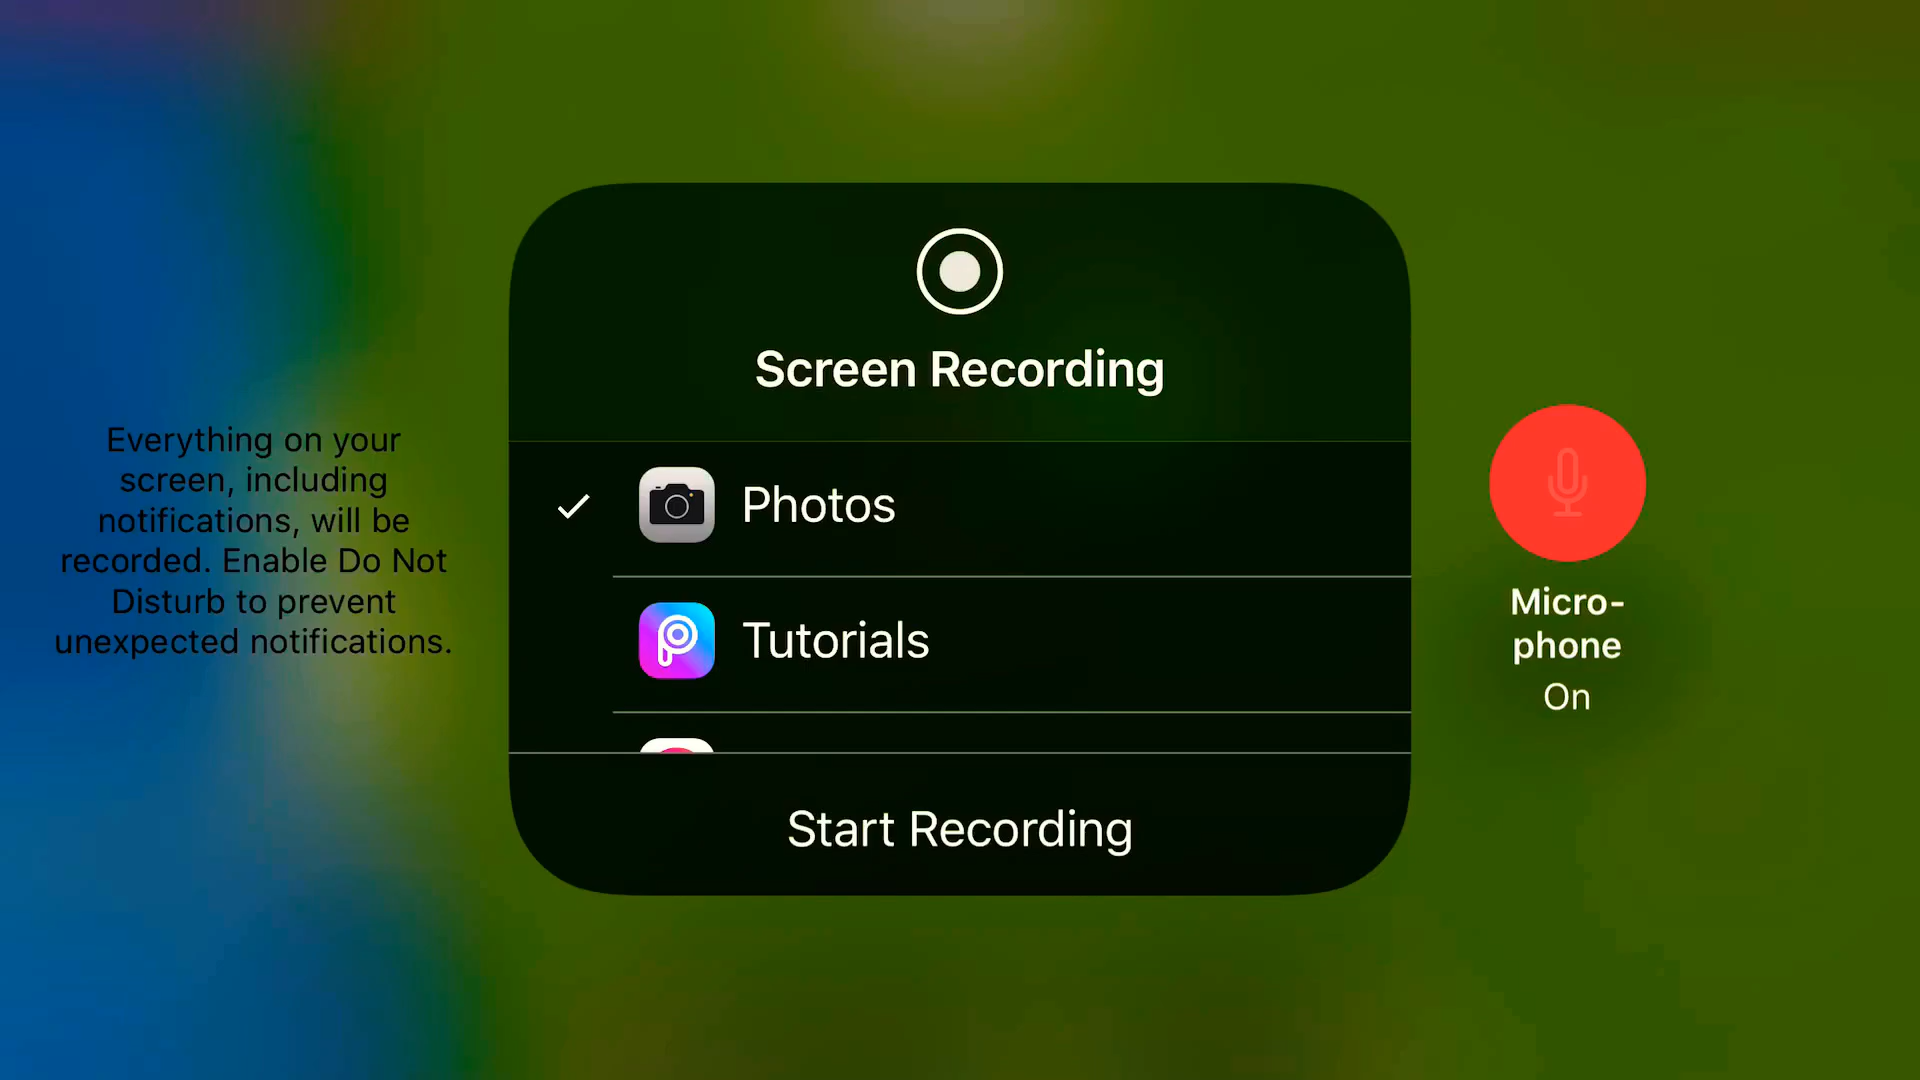 Everything on your
screen, including
notifications, will be
recorded. Enable Do Not
Disturb to prevent
unexpected notifications.
Screen Recording
Photos
Tutorials
Start Recording
Micro-
phone
On